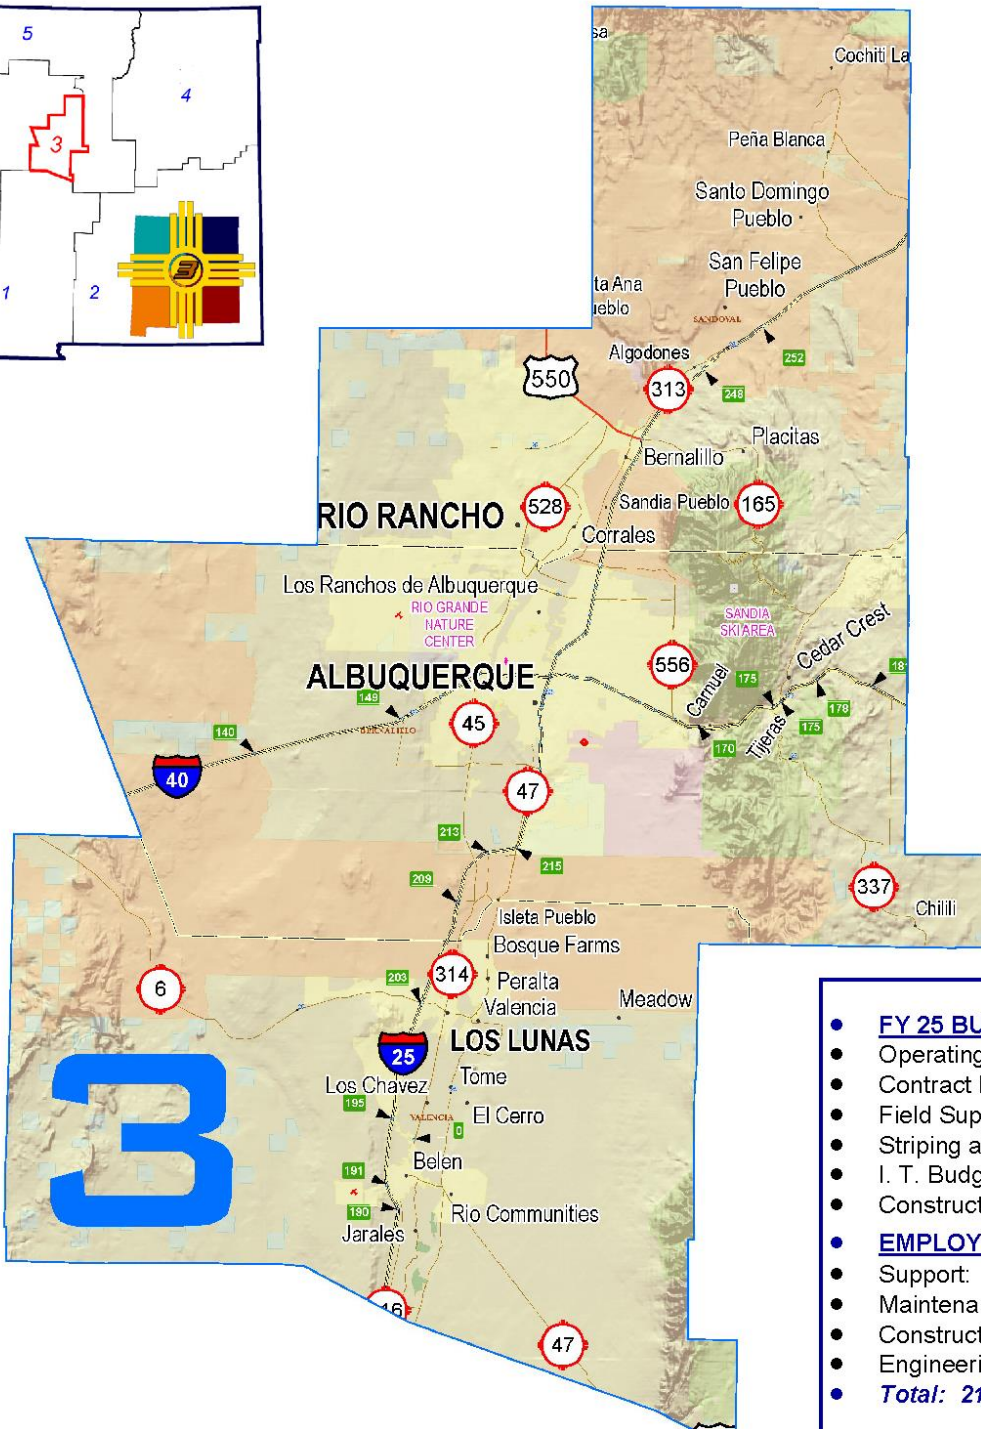 5
4
3
1
2
3
Cochiti La
Peña Blanca
Santo Domingo
Pueblo
San Felipe
Pueblo
ta Ana
SANDOVAL
Algodones
252
550
313
248
Placitas
Bernalillo
RIO RANCHO
528
Sandia Pueblo
165
Corrales
Los Ranchos de Albuquerque
RIO GRANDE
NATURE
CENTER
SANDIA
SKI AREA
Cedar Crest
556
ALBUQUERQUE
Carnuel
175
181
149
45
178
140
BERNALILLO
170
Tijeras
175
40
47
213
215
209
337
Isleta Pueblo
Chilili
Bosque Farms
203
314
Peralta
6
Valencia
Meadow
LOS LUNAS
25
Los Chavez
Tome
195
VALENCIA
El Cerro
0
3
Belen
191
190
Rio Communities
Jarales
47
FY 25 BU
Operating
Contract
Field Sup
Striping a
I. T. Budg
Construct
EMPLOY
Support:
Maintena
Construct
Engineeri
Total: 21